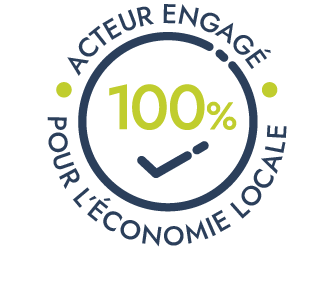 ACTEUR ENGAGÉ
100%
POUR L'ÉCONOMIE LOCALE